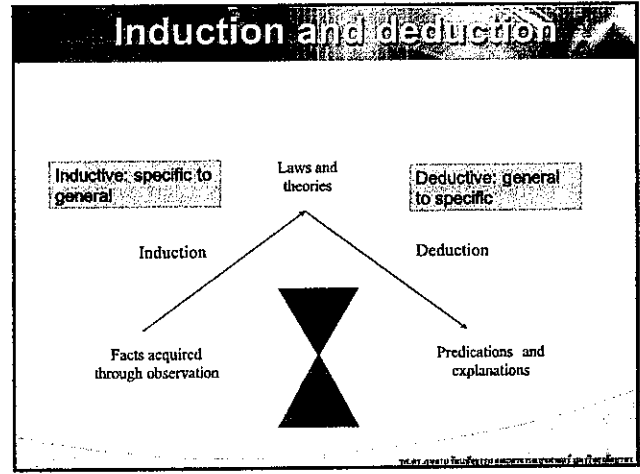 Induction and deduction
Inductive: specific to
general
Laws and
theories
Deductive: general
to specific
Induction
Deduction
Facts acquired
through observation
Predications and
explanations